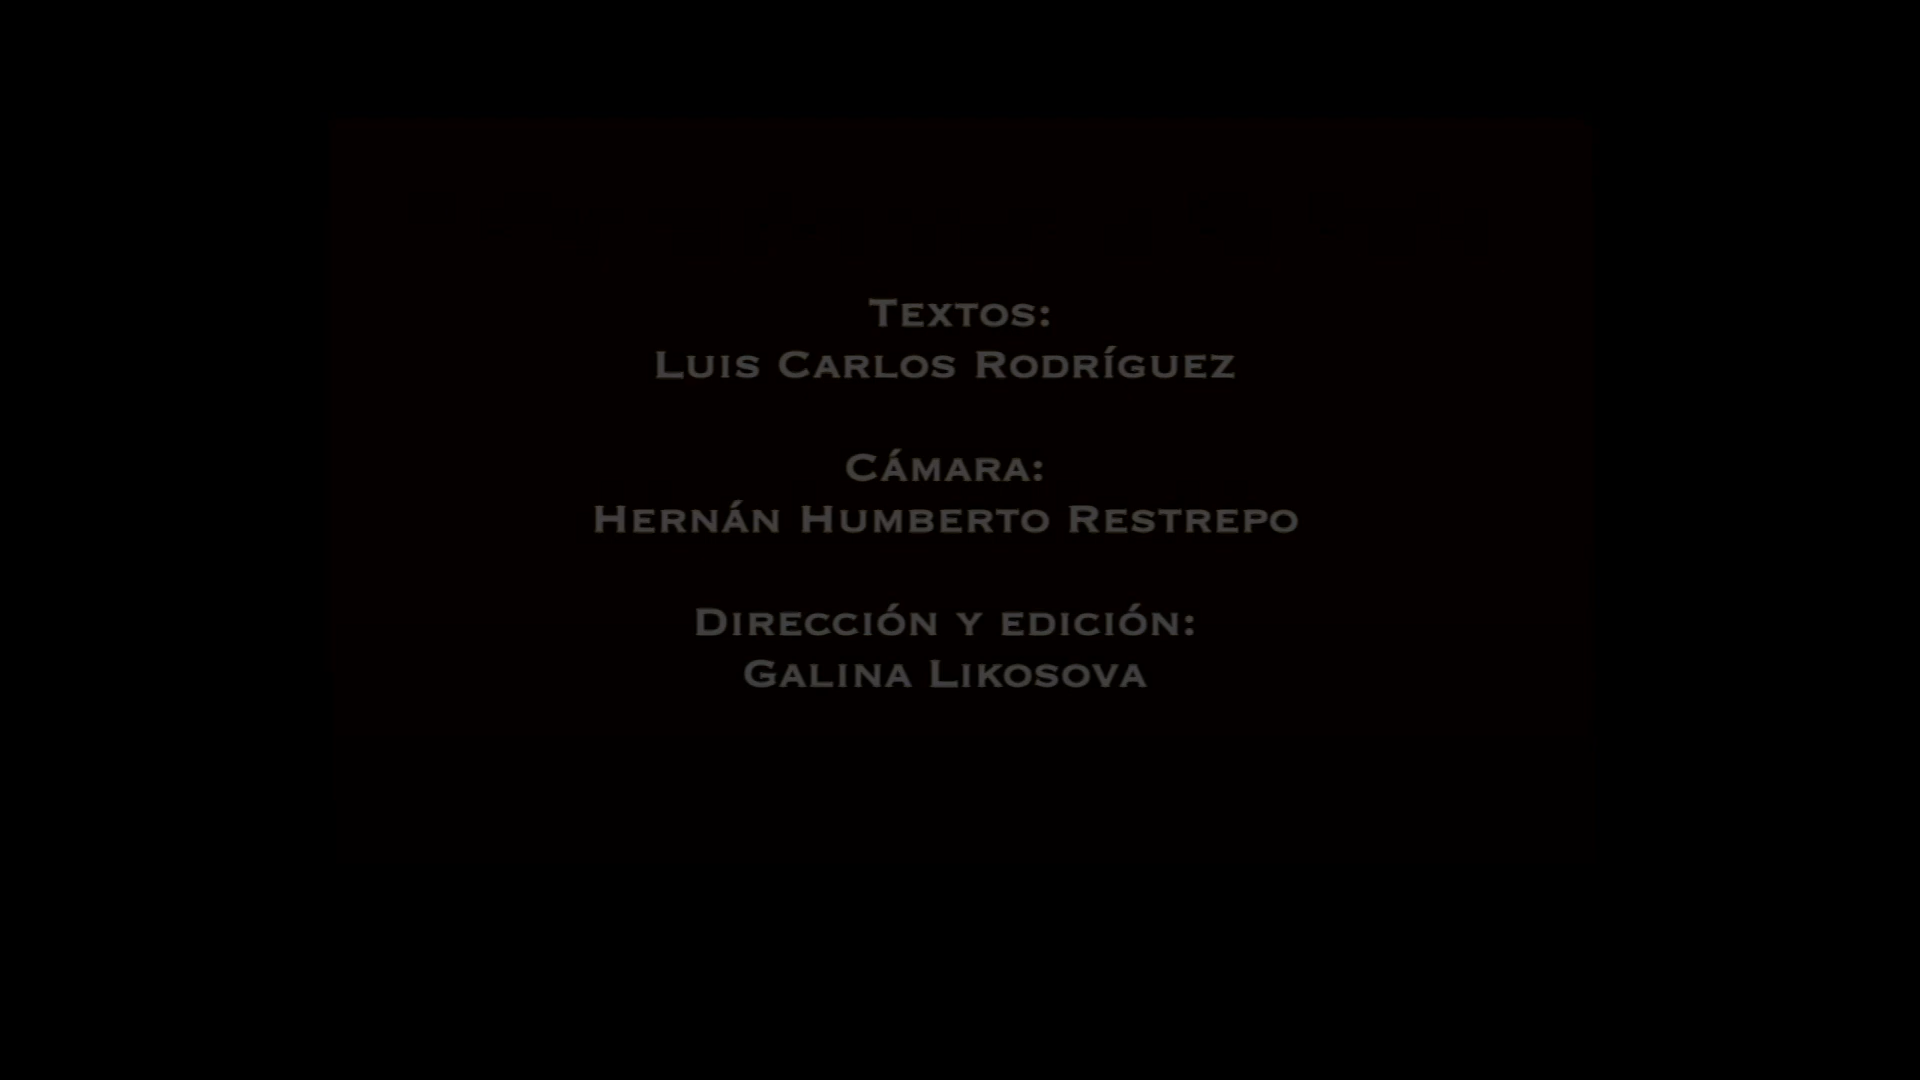 Textos:
Luis Carlos Rodríguez
Cámara:
Hernán Humberto Restrepo
Dirección y edición:
Galina Likosova